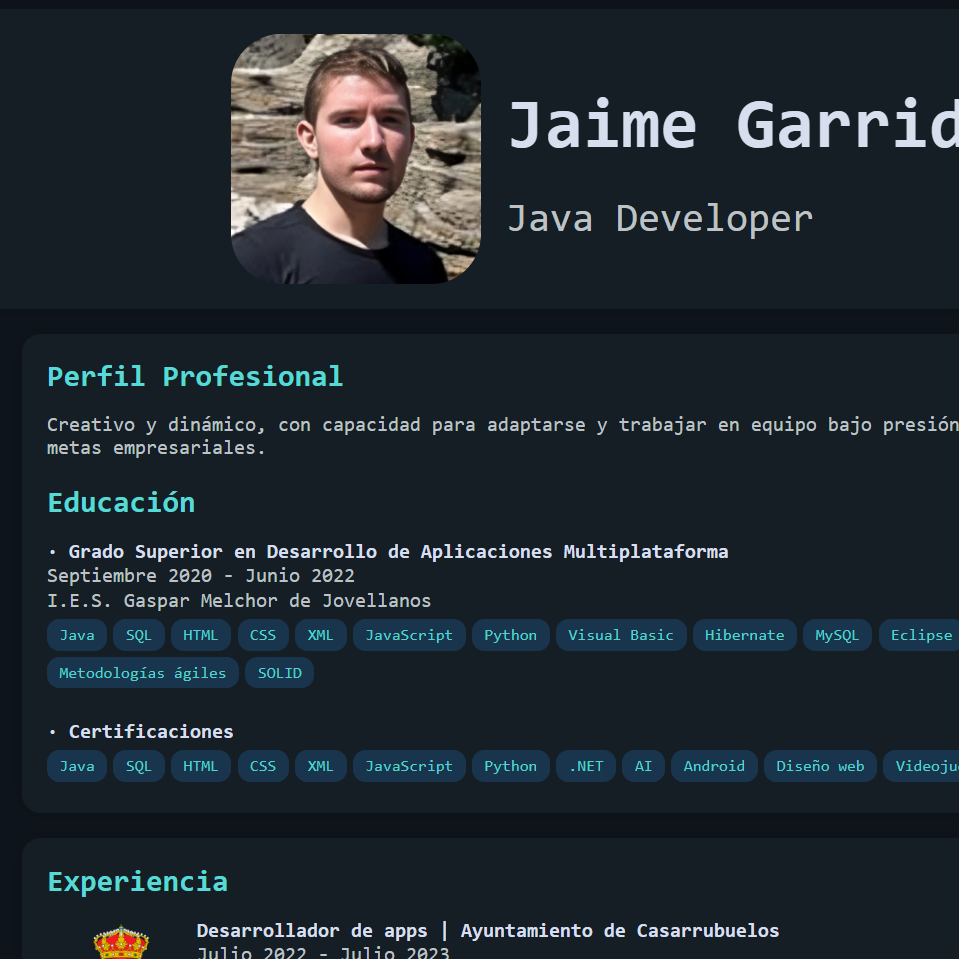 Jaime Garrid
Java Developer
Perfil Profesional
Creativo y dinámico, con capacidad para adaptarse y trabajar en equipo bajo presión
metas empresariales.
Educación
· Grado Superior en Desarrollo de Aplicaciones Multiplataforma
Septiembre 2020 - Junio 2022
I.E.S. Gaspar Melchor de Jovellanos
Java SQL HTML CSS XML JavaScript Python Visual Basic Hibernate MySQL Eclipse
Metodologías ágiles SOLID
· Certificaciones
Java SQL HTML CSS XML JavaScript Python .NET AI Android Diseño web Videoju
Experiencia
Desarrollador de apps | Ayuntamiento de Casarrubuelos
Julio 2022 - Julio 2023